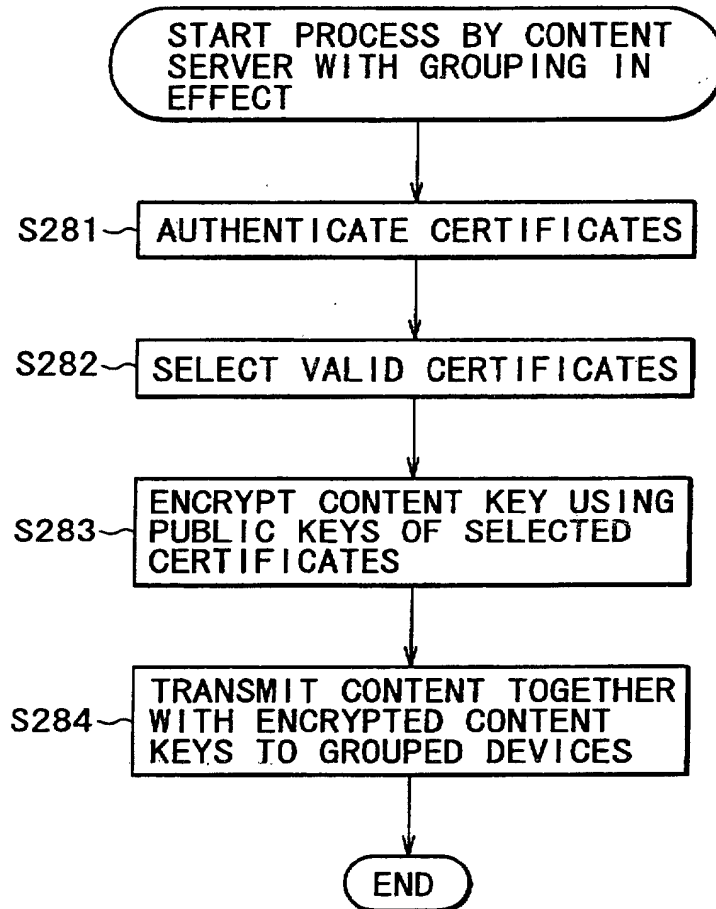 START PROCESS BY CONTENT
SERVER WITH GROUPING IN
EFFECT
S281
AUTHENTICATE CERTIFICATES
S282
SELECT VALID CERTIFICATES
S283
ENCRYPT CONTENT KEY USING
PUBLIC KEYS OF SELECTED
CERTIFICATES
S284
TRANSMIT CONTENT TOGETHER
WITH ENCRYPTED CONTENT
KEYS TO GROUPED DEVICES
END